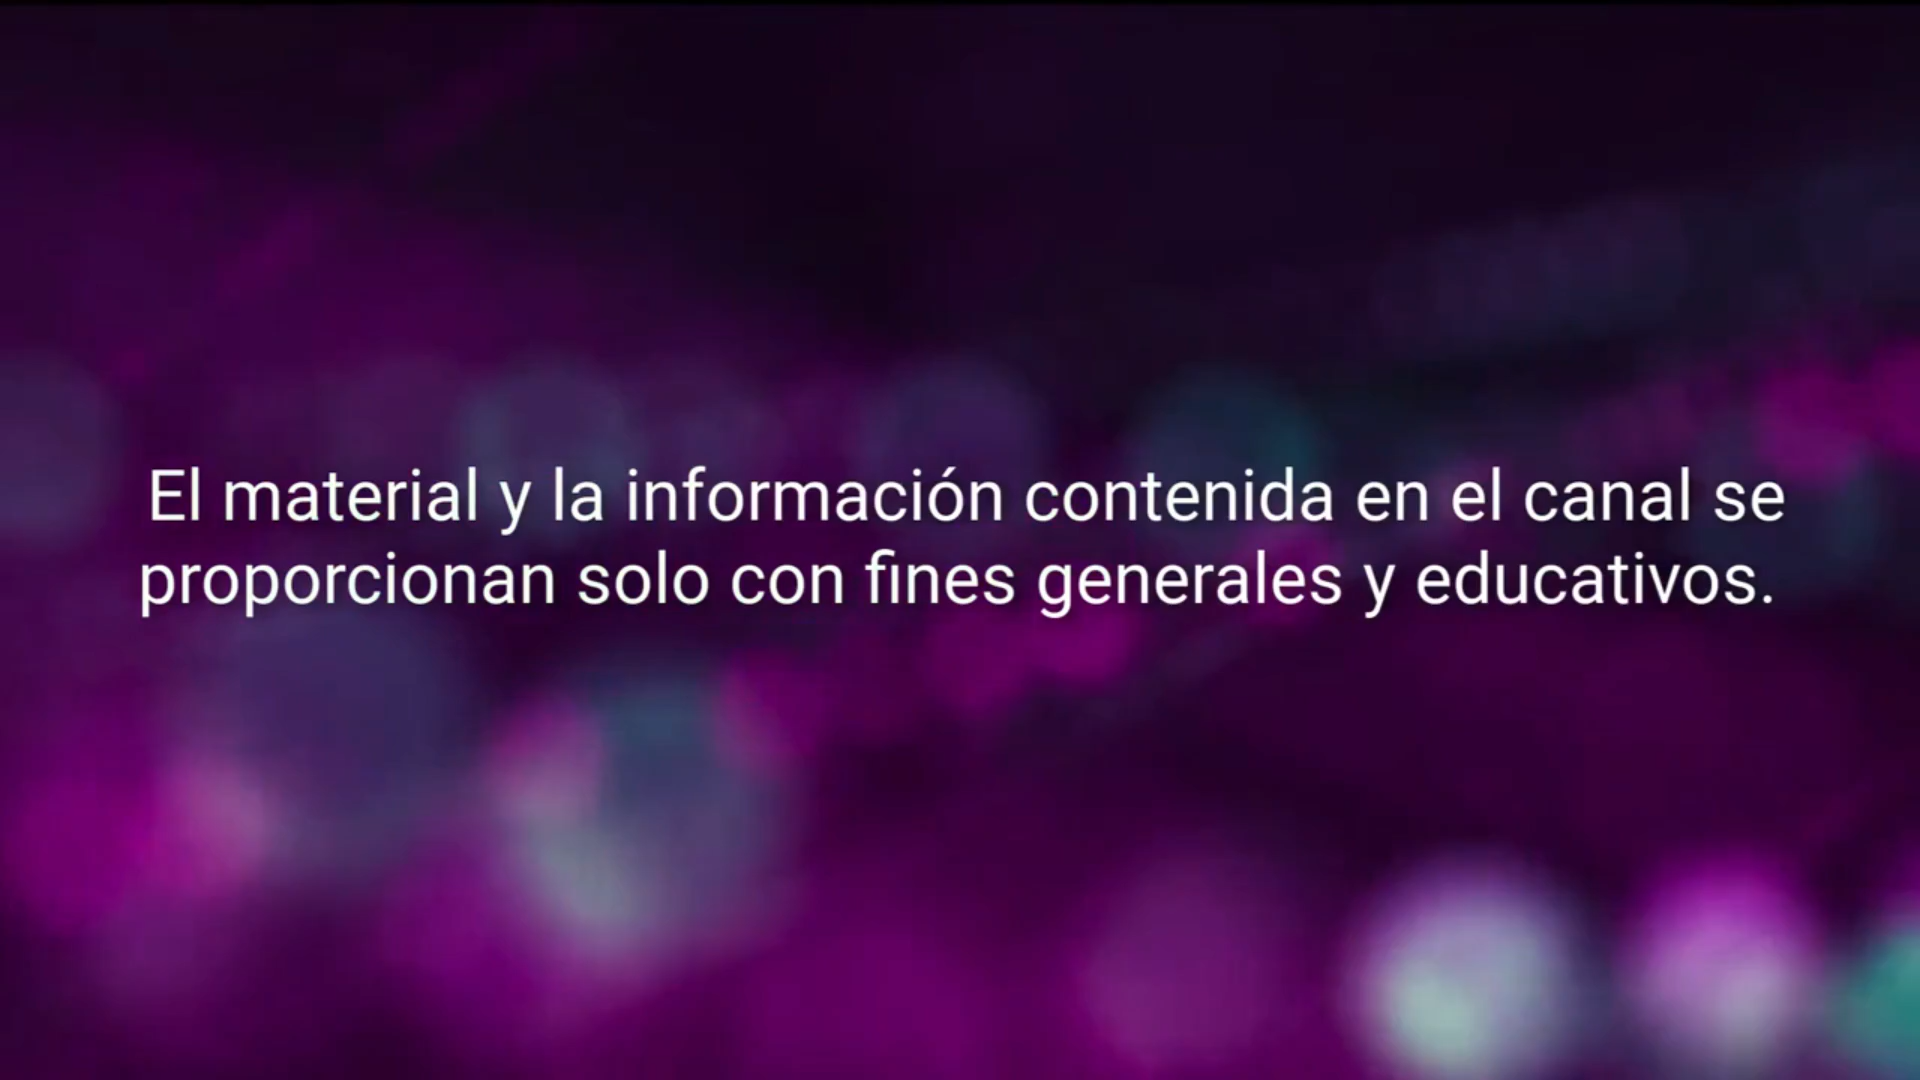 El material y la información contenida en el canal se
proporcionan solo con fines generales y educativos.